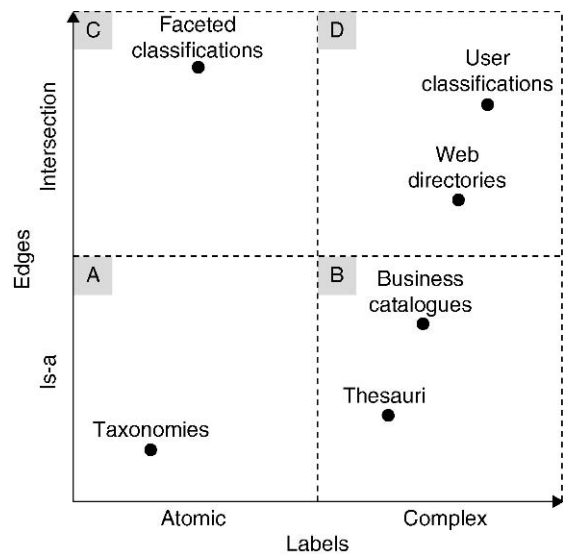 C
Faceted
classifications
D
User
classifications
Web
directories
Intersection
Edges
A
B
Business
catalogues
Is-a
Thesauri
Taxonomies
Atomic
Complex
Labels